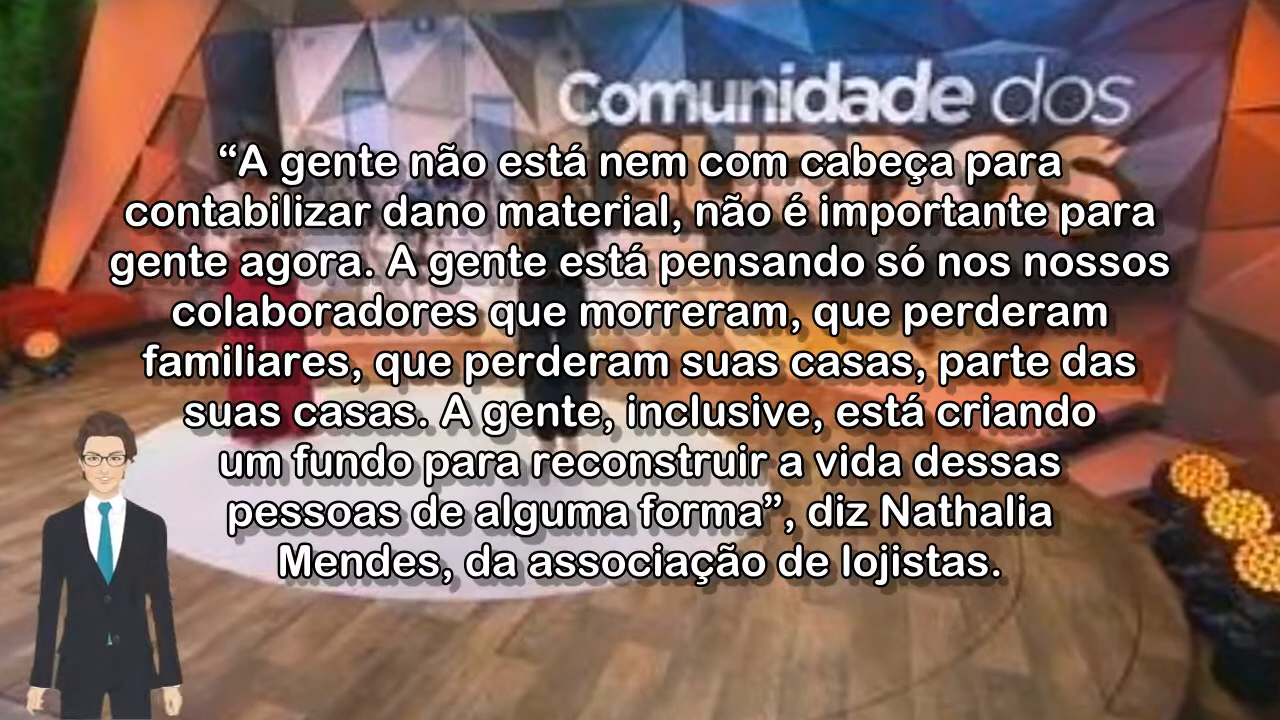 Comunidade dos
SURDOS
“A gente não está nem com cabeça para
contabilizar dano material, não é importante para
gente agora. A gente está pensando só nos nossos
colaboradores que morreram, que perderam
familiares, que perderam suas casas, parte das
suas casas. A gente, inclusive, está criando
um fundo para reconstruir a vida dessas
pessoas de alguma forma”, diz Nathalia
Mendes, da associação de lojistas.